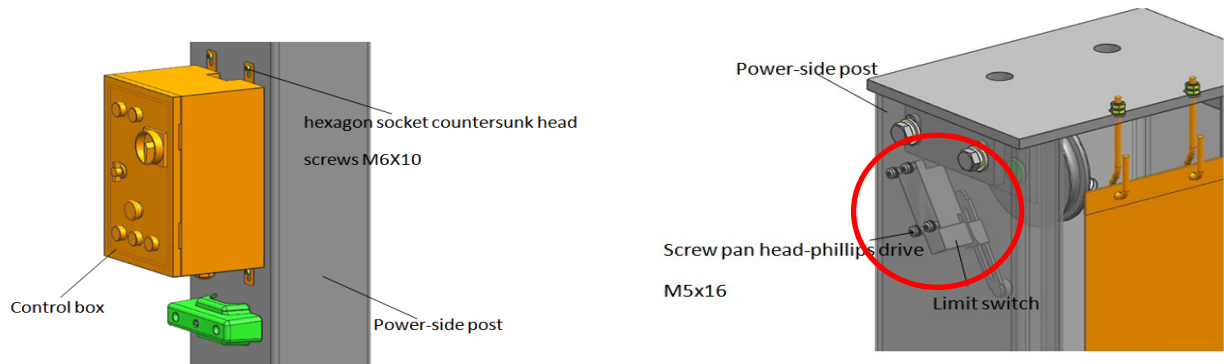 hexagon socket countersunk head
screws M6X10
Control box
Power-side post
Power-side post
Screw pan head-phillips drive
M5x16
Limit switch